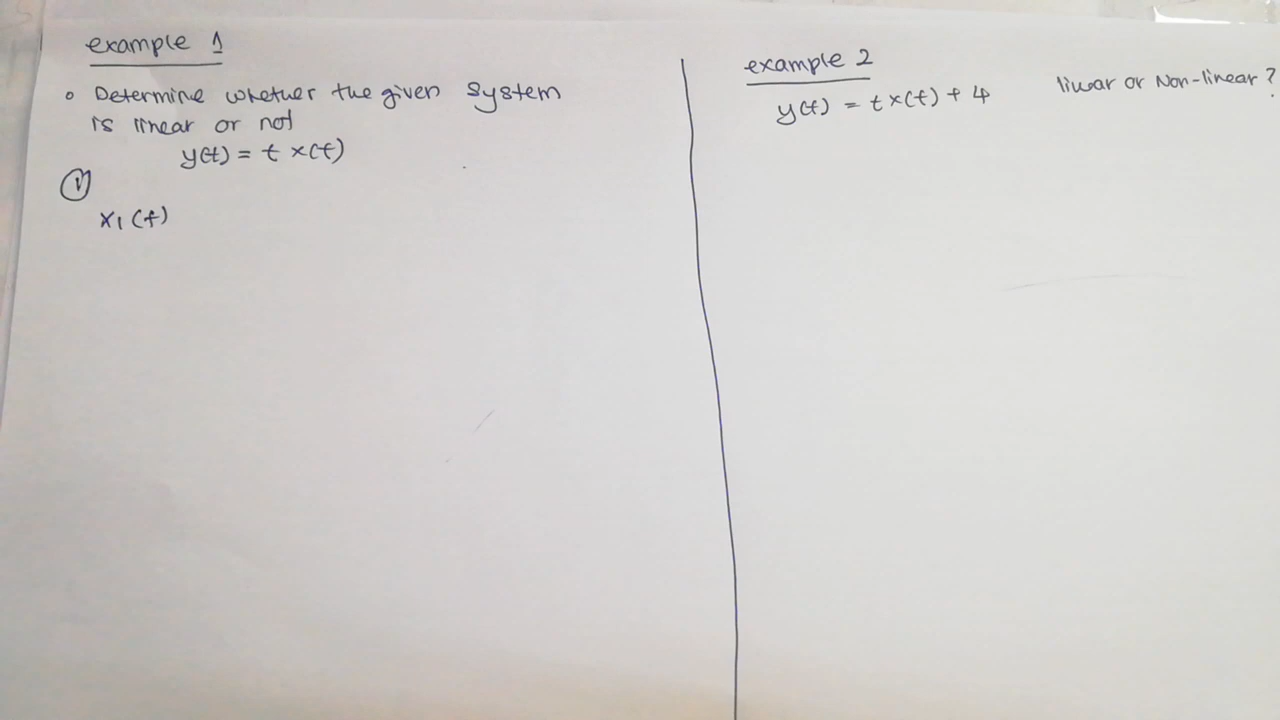 example 1
Determine whether the given system
is linear or not
y(t) = t x(t)
①
x₁(t)
example 2
y(t) = t x(t) + 4
linear or Non-linear?